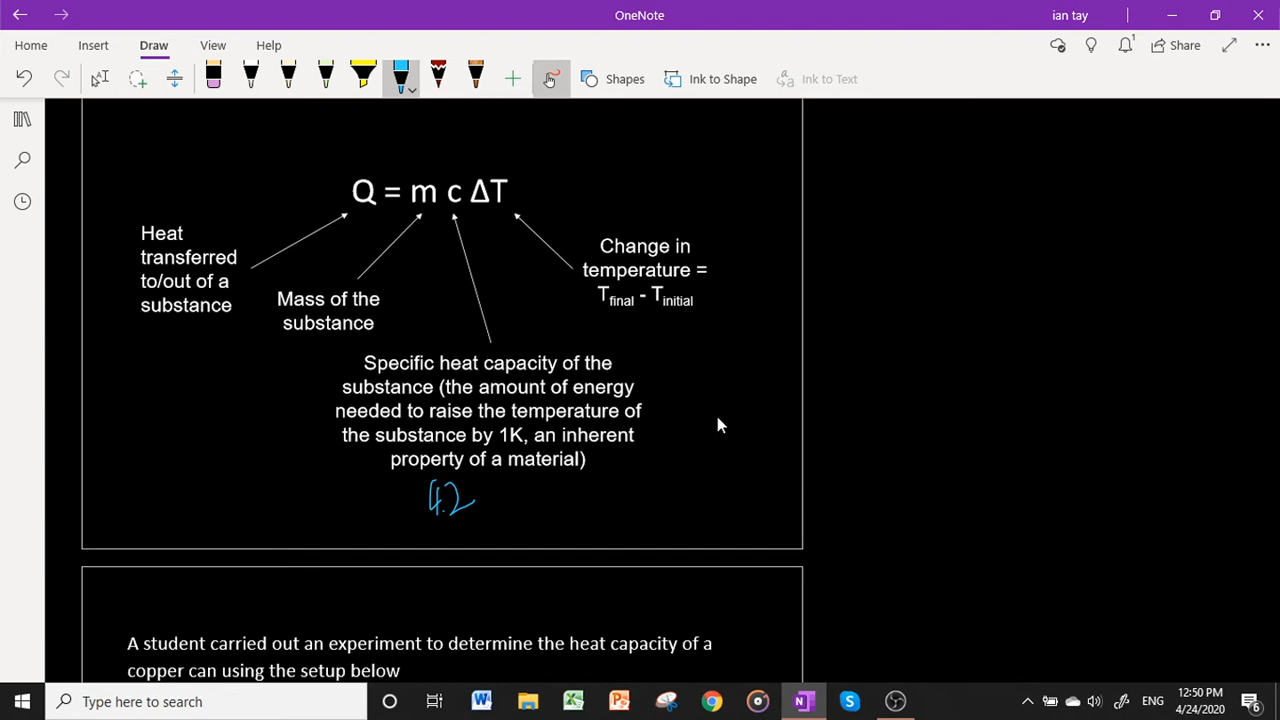 OneNote
ian tay
Home
Insert
Draw
View
Help
Share
Shapes
Ink to Shape
Ink to Text
Q = m c ΔT
Heat
transferred
to/out of a
substance
Mass of the
substance
Change in
temperature =
Tfinal - Tinitial
Specific heat capacity of the
substance (the amount of energy
needed to raise the temperature of
the substance by 1K, an inherent
property of a material)
4.2
A student carried out an experiment to determine the heat capacity of a
copper can using the setup below
Type here to search
ENG
12:50 PM
4/24/2020
6